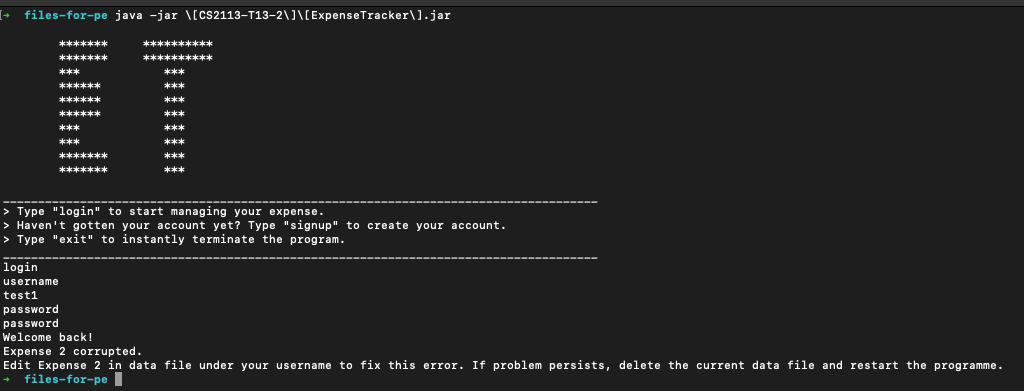 [→ files-for-pe java -jar \[CS2113-T13-2\]\[ExpenseTracker\].jar
******* **********
******* **********
*** ***
****** ***
****** ***
****** ***
*** ***
*** ***
******* ***
******* ***
_____________________________________________________________________________________
> Type "login" to start managing your expense.
> Haven't gotten your account yet? Type "signup" to create your account.
> Type "exit" to instantly terminate the program.
_____________________________________________________________________________________
login
username
test1
password
password
Welcome back!
Expense 2 corrupted.
Edit Expense 2 in data file under your username to fix this error. If problem persists, delete the current data file and restart the programme.
→ files-for-pe